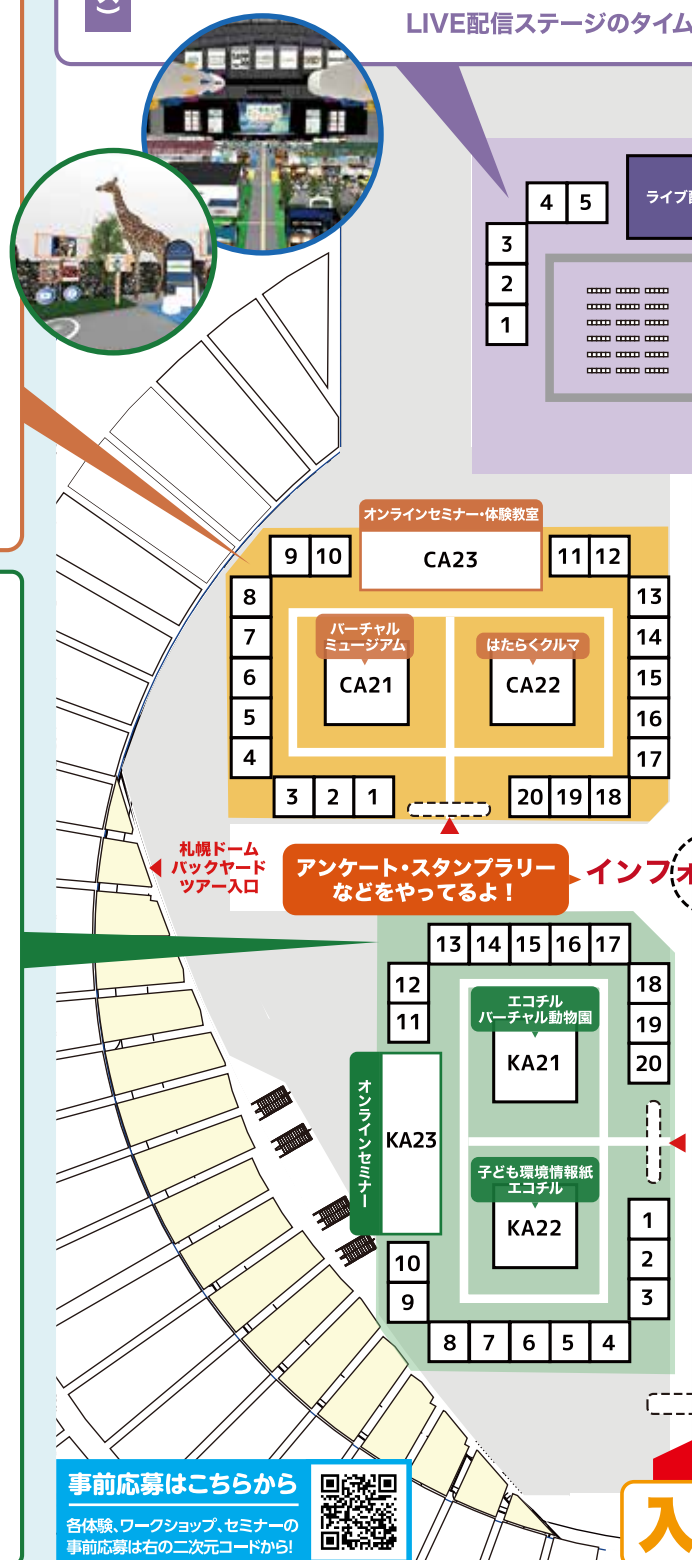 LIVE配信ステージのタイム
4 5
3
2
1
オンラインセミナー・体験教室
CA23
9 10
11 12
8
7
6
5
4
3 2 1
13
14
15
16
17
20 19 18
バーチャル
ミュージアム
CA21
はたらくクルマ
CA22
札幌ドーム
バックヤード
ツアー入口
アンケート・スタンプラリー
などをやってるよ！
インフォ
13 14 15 16 17
12
11
18
19
20
エコチル
バーチャル動物園
KA21
オンラインセミナー
KA23
子ども環境情報紙
エコチル
KA22
1
2
3
10
9
8 7 6 5 4
事前応募はこちらから
各体験、ワークショップ、セミナーの
事前応募は右の二次元コードから!
入